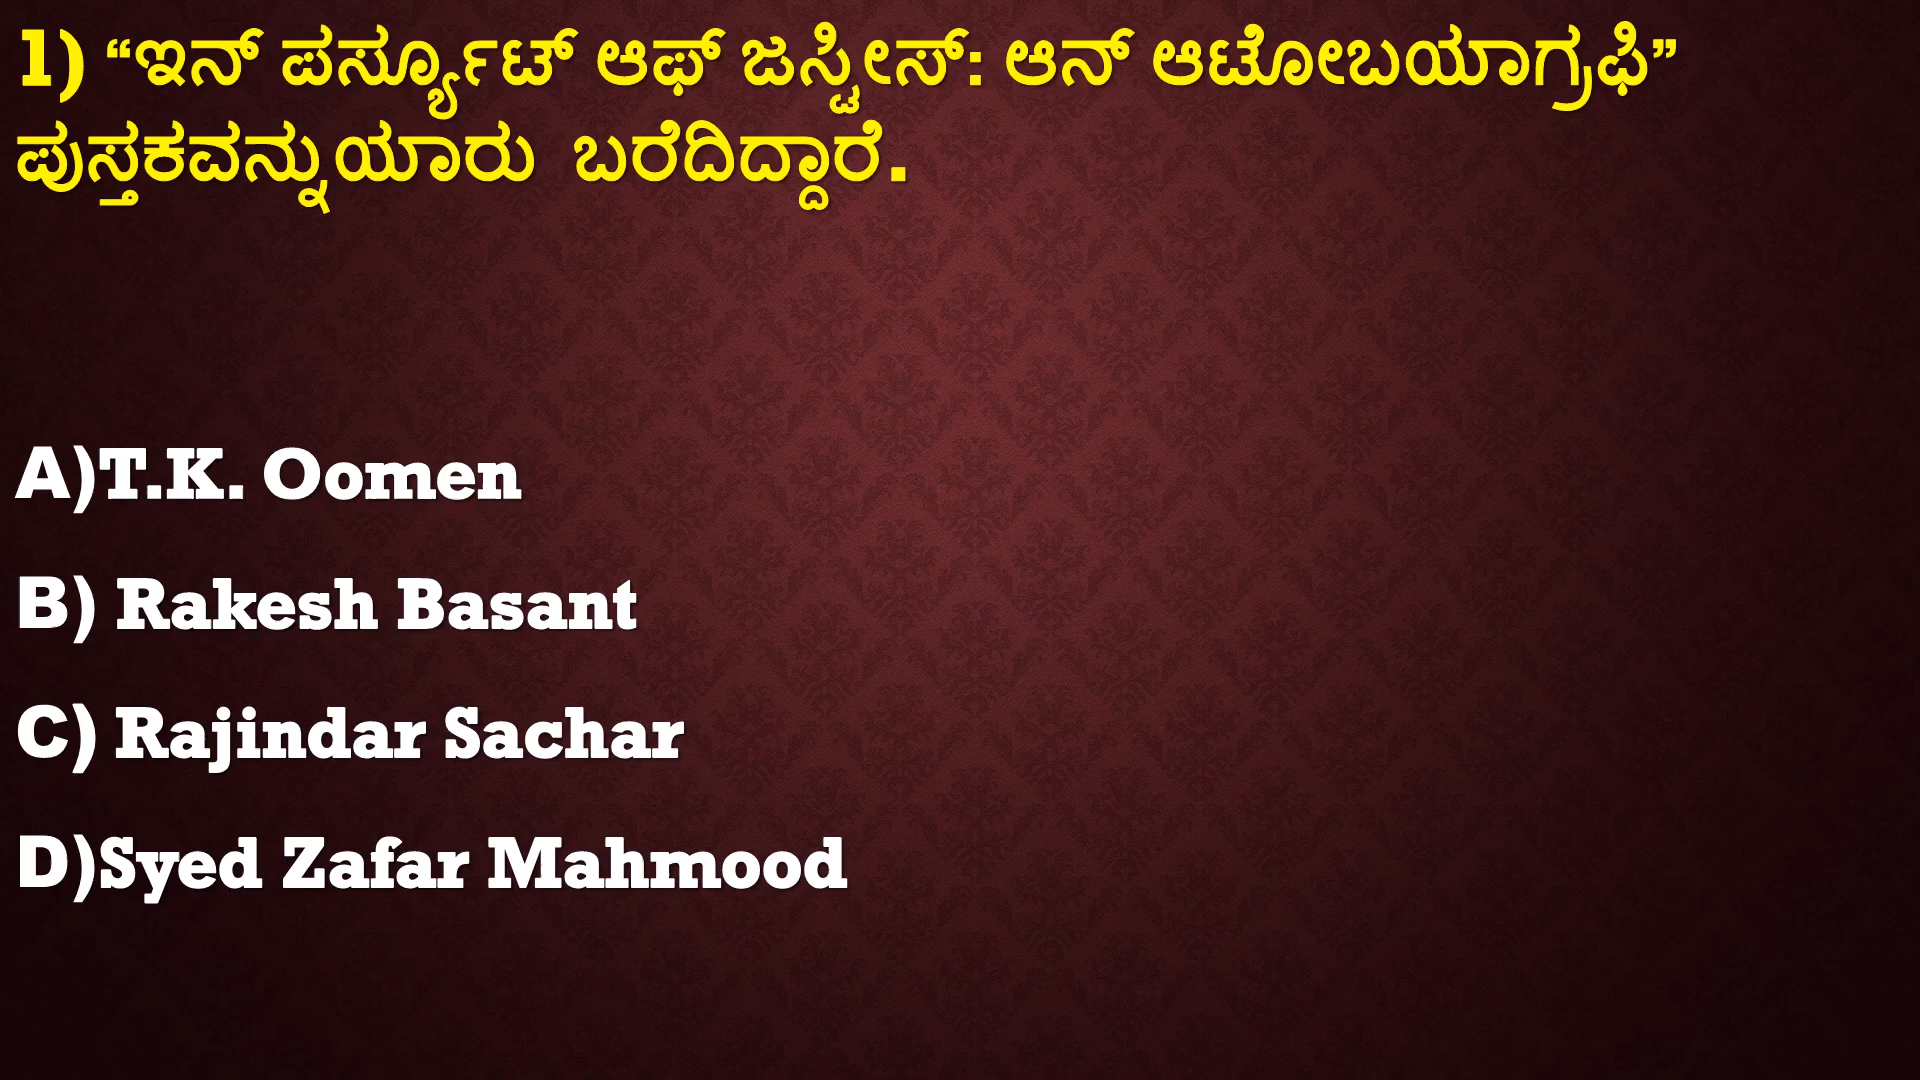 1) “ಇನ್ ಪರ್ಸ್ಯೂಟ್ ಆಫ್ ಜಸ್ಟೀಸ್: ಆನ್ ಆಟೋಬಯಾಗ್ರಫಿ”
ಪುಸ್ತಕವನ್ನುಯಾರು ಬರೆದಿದ್ದಾರೆ.
A)T.K. Oomen
B) Rakesh Basant
C) Rajindar Sachar
D)Syed Zafar Mahmood